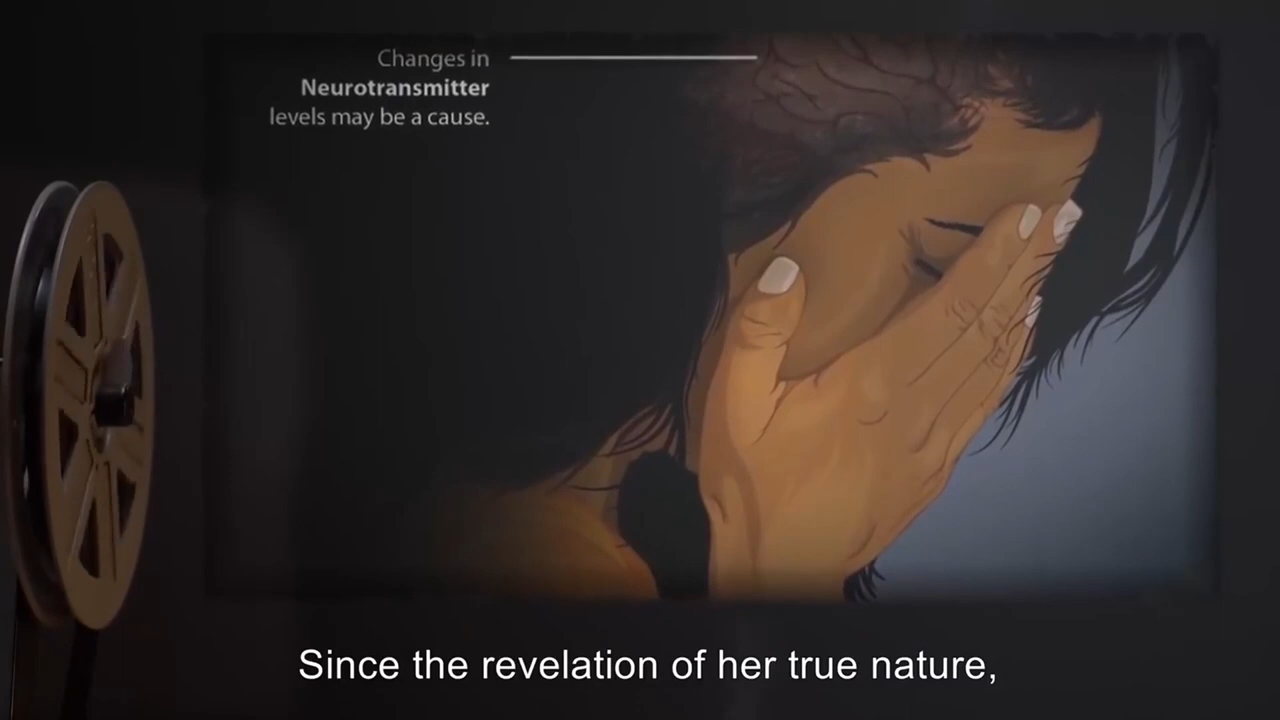 Changes in
Neurotransmitter
levels may be a cause.
Since the revelation of her true nature,